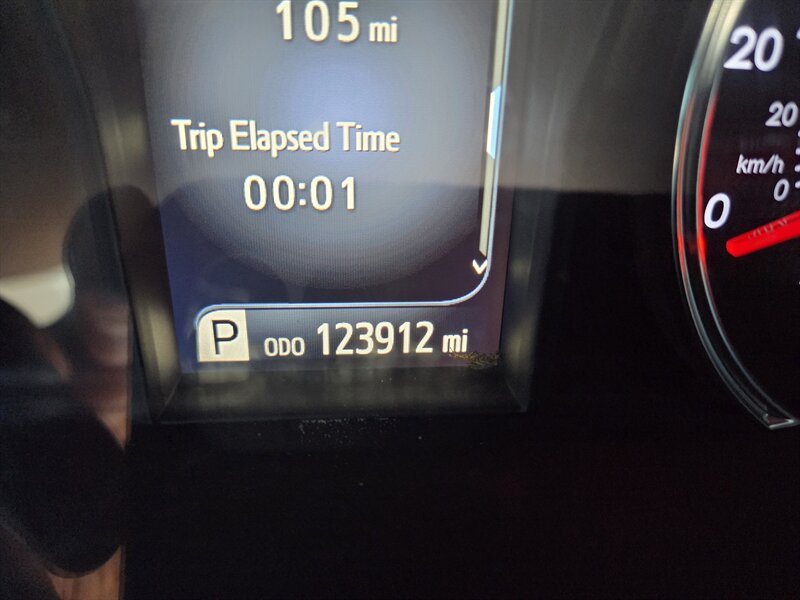 105 mi
Trip Elapsed Time
00:01
P ODO 123912 mi
20
20
km/h
0
0